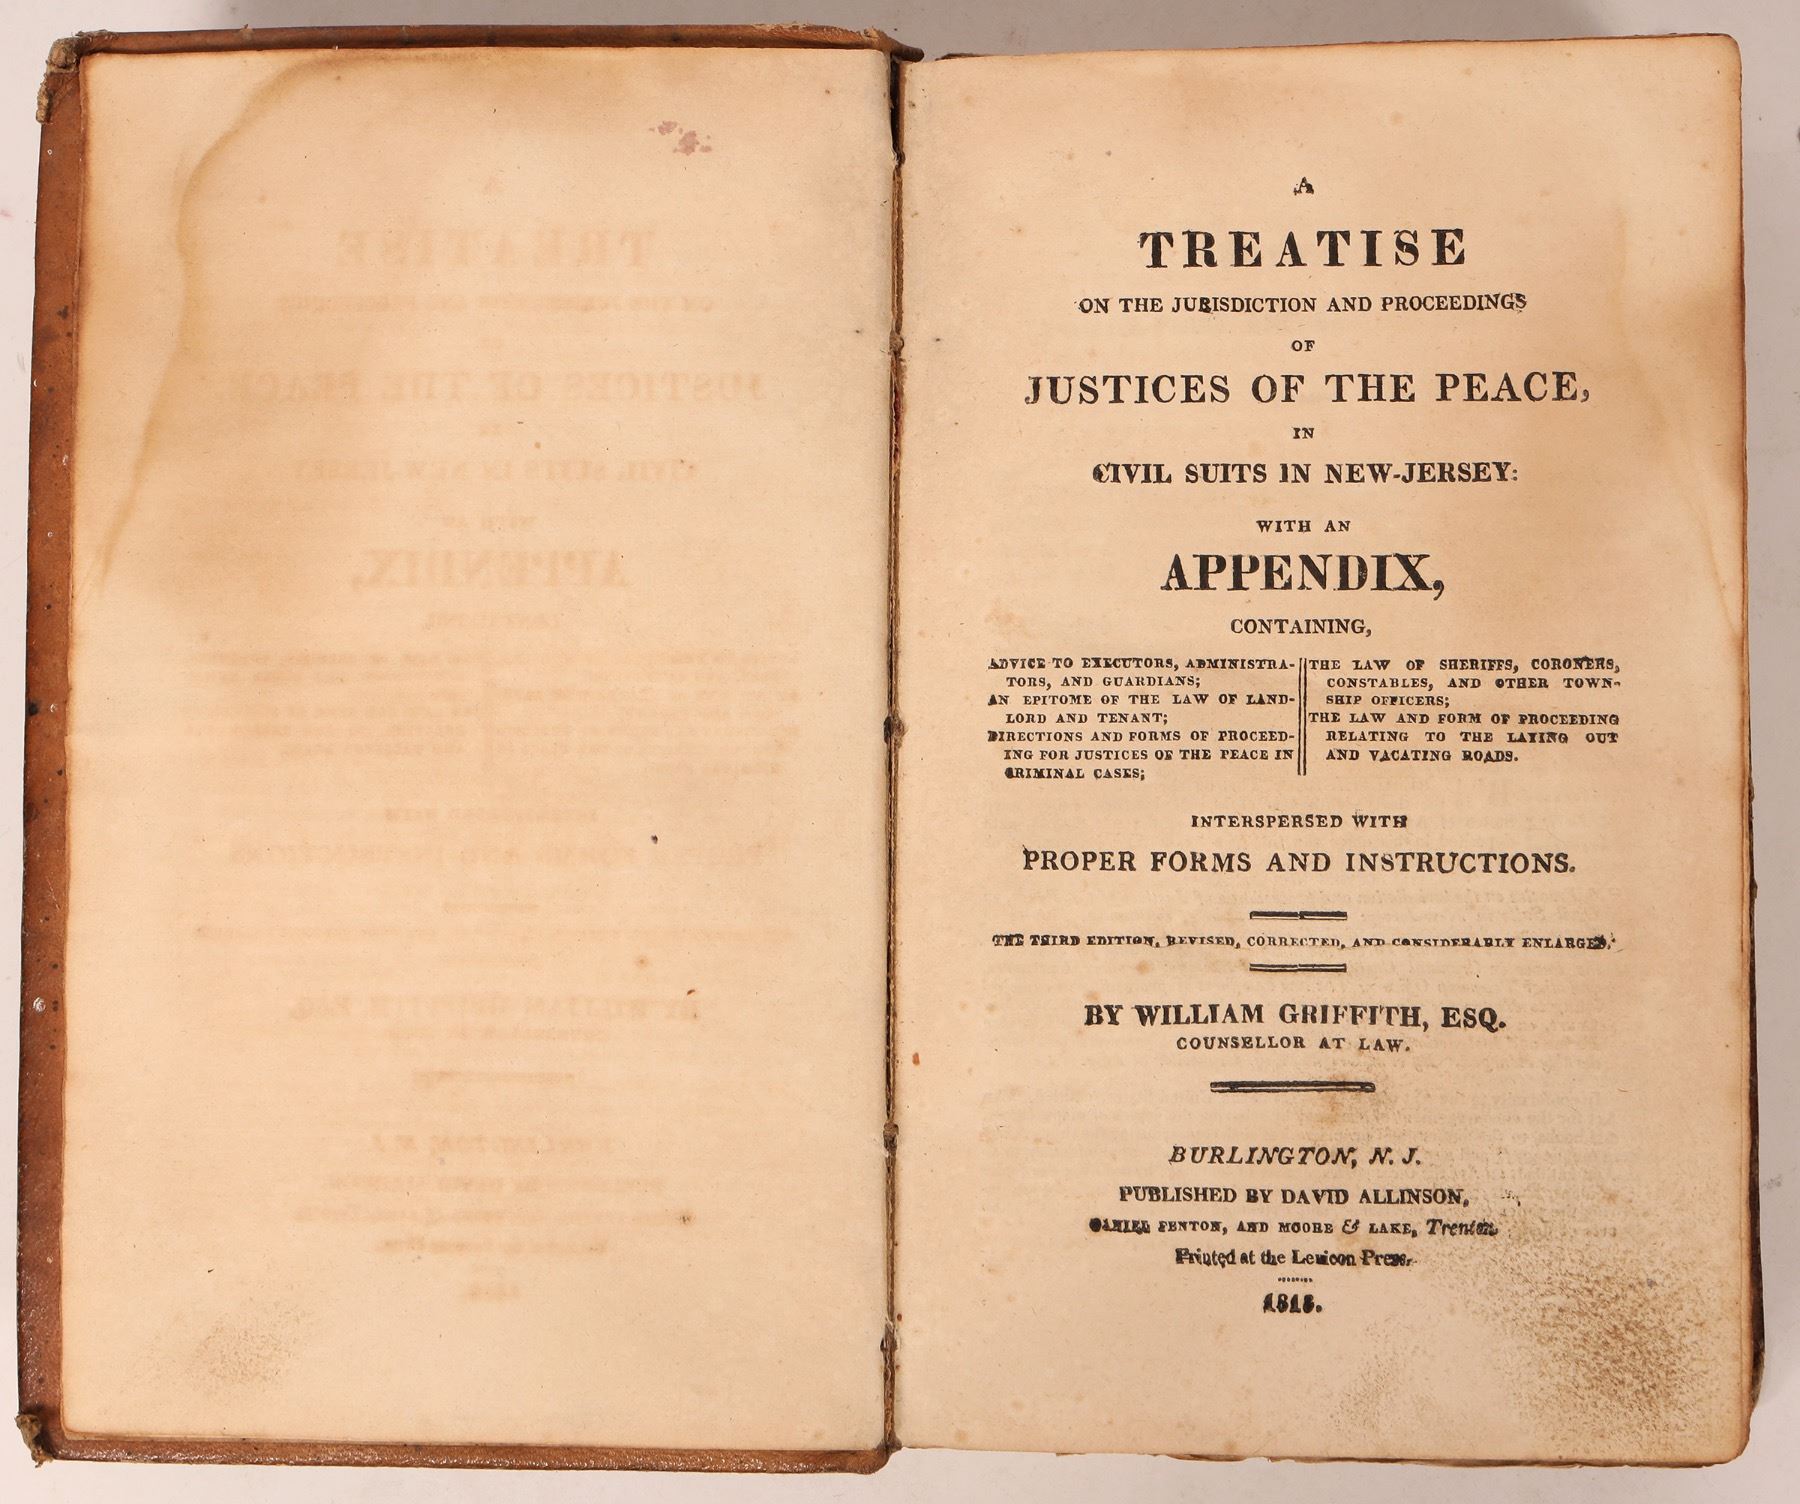 A
TREATISE
ON THE JURISDICTION AND PROCEEDINGS
OF
JUSTICES OF THE PEACE,
IN
CIVIL SUITS IN NEW-JERSEY:
WITH AN
APPENDIX,
CONTAINING,
ADVICE TO EXECUTORS, ADMINISTRA-
TORS, AND GUARDIANS;
AN EPITOME OF THE LAW OF LAND-
LORD AND TENANT;
DIRECTIONS AND FORMS OF PROCEED-
ING FOR JUSTICES OF THE PEACE IN
CRIMINAL CASES;
THE LAW OF SHERIFFS, CORONERS,
CONSTABLES, AND OTHER TOWN-
SHIP OFFICERS;
THE LAW AND FORM OF PROCEEDING
RELATING TO THE LAYING OUT
AND VACATING ROADS.
INTERSPERSED WITH
PROPER FORMS AND INSTRUCTIONS.
THE THIRD EDITION, REVISED, CORRECTED, AND CONSIDERABLY ENLARGED.
BY WILLIAM GRIFFITH, ESQ.
COUNSELLOR AT LAW.
BURLINGTON, N. J.
PUBLISHED BY DAVID ALLINSON,
DANIEL FENTON, AND MOORE & LAKE, Trenton
Printed at the Lexicon Press.